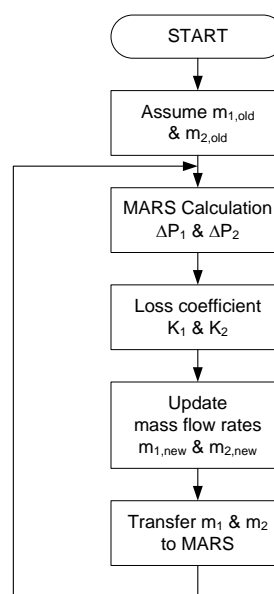 START
Assume m₁,old
& m₂,old
MARS Calculation
ΔP₁ & ΔP₂
Loss coefficient
K₁ & K₂
Update
mass flow rates
m₁,new & m₂,new
Transfer m₁ & m₂
to MARS